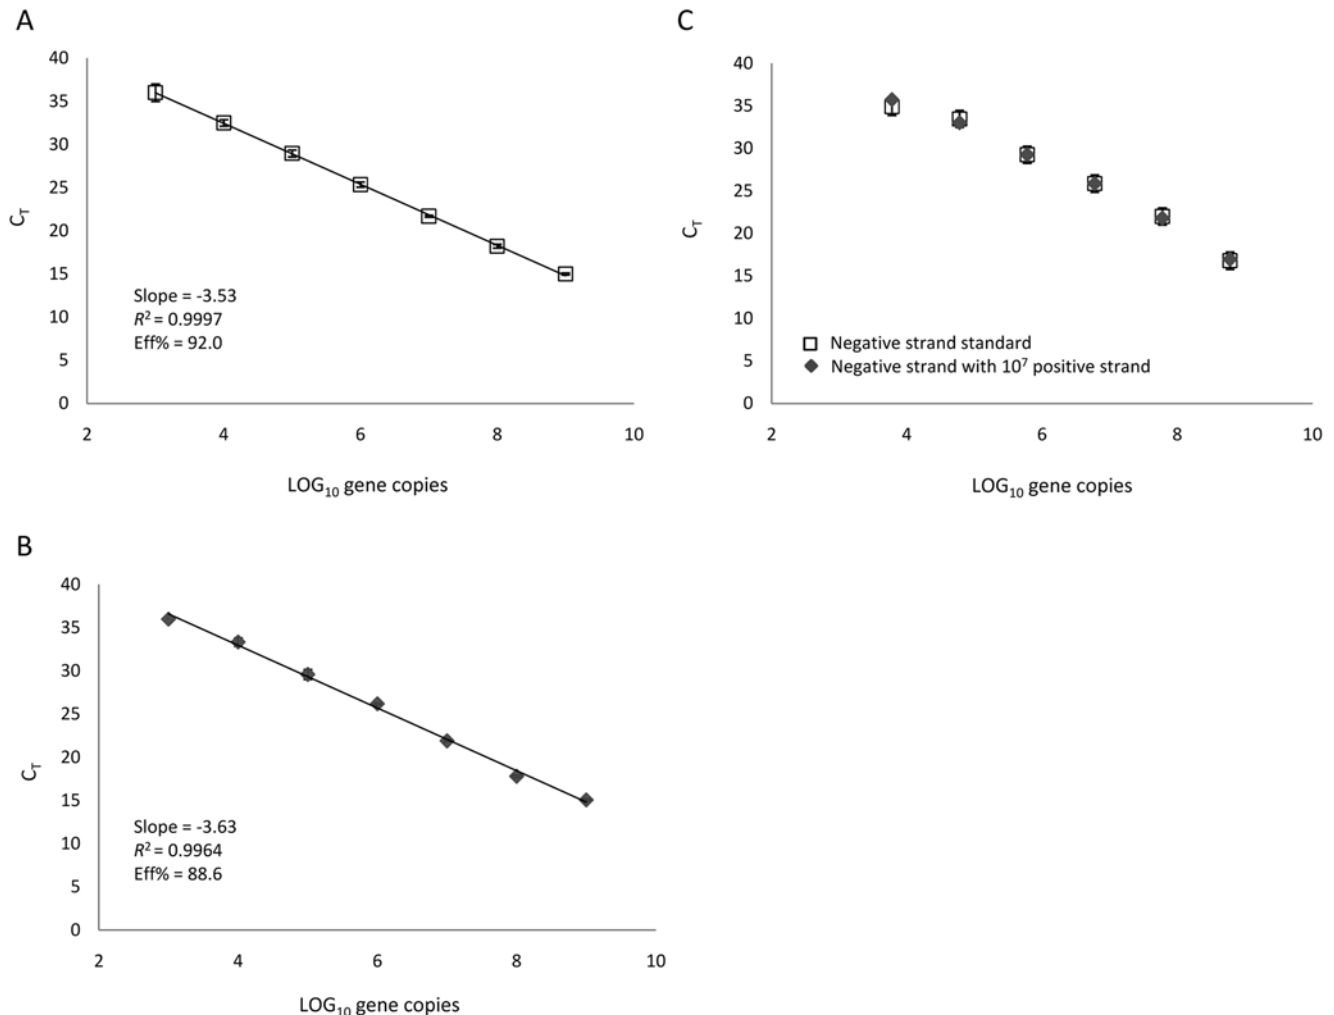 A
40
35
30
25
20
15
10
5
0
C_T
Slope = -3.53
R² = 0.9997
Eff% = 92.0
2 4 6 8 10
LOG₁₀ gene copies
C
40
35
30
25
20
15
10
5
0
C_T
Negative strand standard
Negative strand with 10⁷ positive strand
2 4 6 8 10
LOG₁₀ gene copies
B
40
35
30
25
20
15
10
5
0
C_T
Slope = -3.63
R² = 0.9964
Eff% = 88.6
2 4 6 8 10
LOG₁₀ gene copies